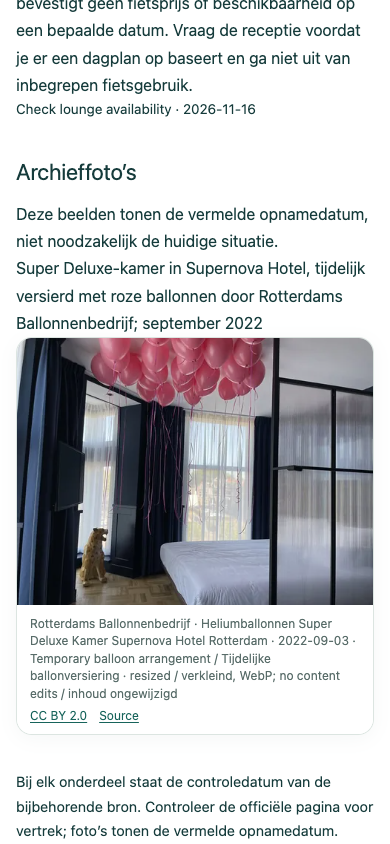 bevestigt geen fietsprijs of beschikbaarheid op
een bepaalde datum. Vraag de receptie voordat
je er een dagplan op baseert en ga niet uit van
inbegrepen fietsgebruik.
Check lounge availability · 2026-11-16
Archieffoto’s
Deze beelden tonen de vermelde opnamedatum,
niet noodzakelijk de huidige situatie.
Super Deluxe-kamer in Supernova Hotel, tijdelijk
versierd met roze ballonnen door Rotterdams
Ballonnenbedrijf; september 2022
Rotterdams Ballonnenbedrijf · Heliumballonnen Super
Deluxe Kamer Supernova Hotel Rotterdam · 2022-09-03 ·
Temporary balloon arrangement / Tijdelijke
ballonversiering · resized / verkleind, WebP; no content
edits / inhoud ongewijzigd
CC BY 2.0 Source
Bij elk onderdeel staat de controledatum van de
bijbehorende bron. Controleer de officiële pagina voor
vertrek; foto’s tonen de vermelde opnamedatum.